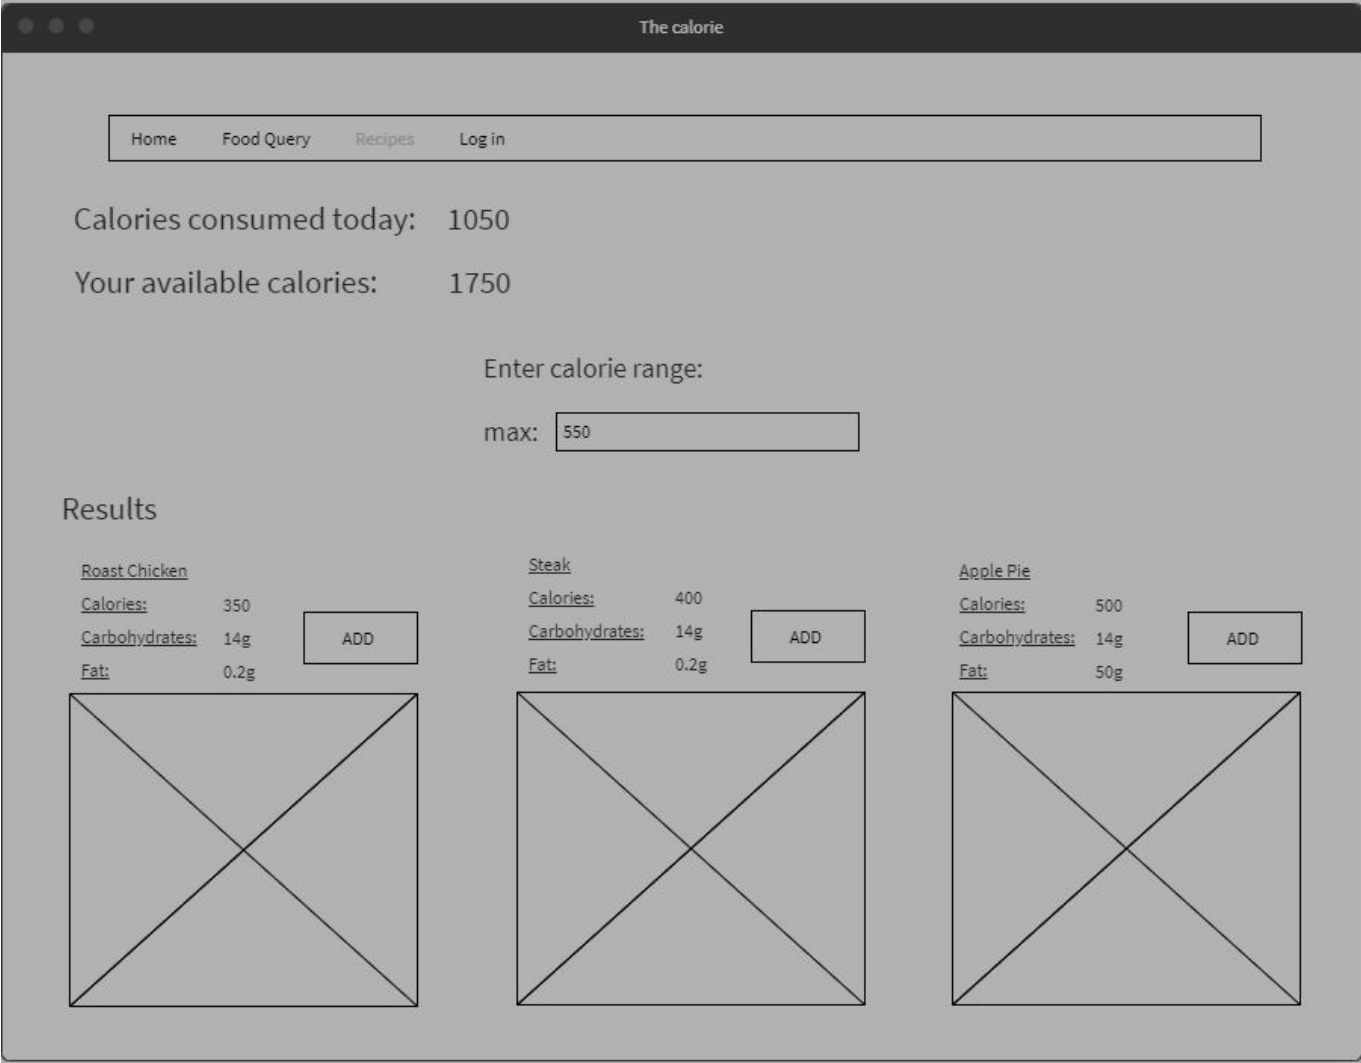 The calorie
Home Food Query Recipes Log in
Calories consumed today: 1050
Your available calories: 1750
Enter calorie range:
max: 550
Results
Roast Chicken
Calories: 350
Carbohydrates: 14g
Fat: 0.2g
ADD
Steak
Calories: 400
Carbohydrates: 14g
Fat: 0.2g
ADD
Apple Pie
Calories: 500
Carbohydrates: 14g
Fat: 50g
ADD